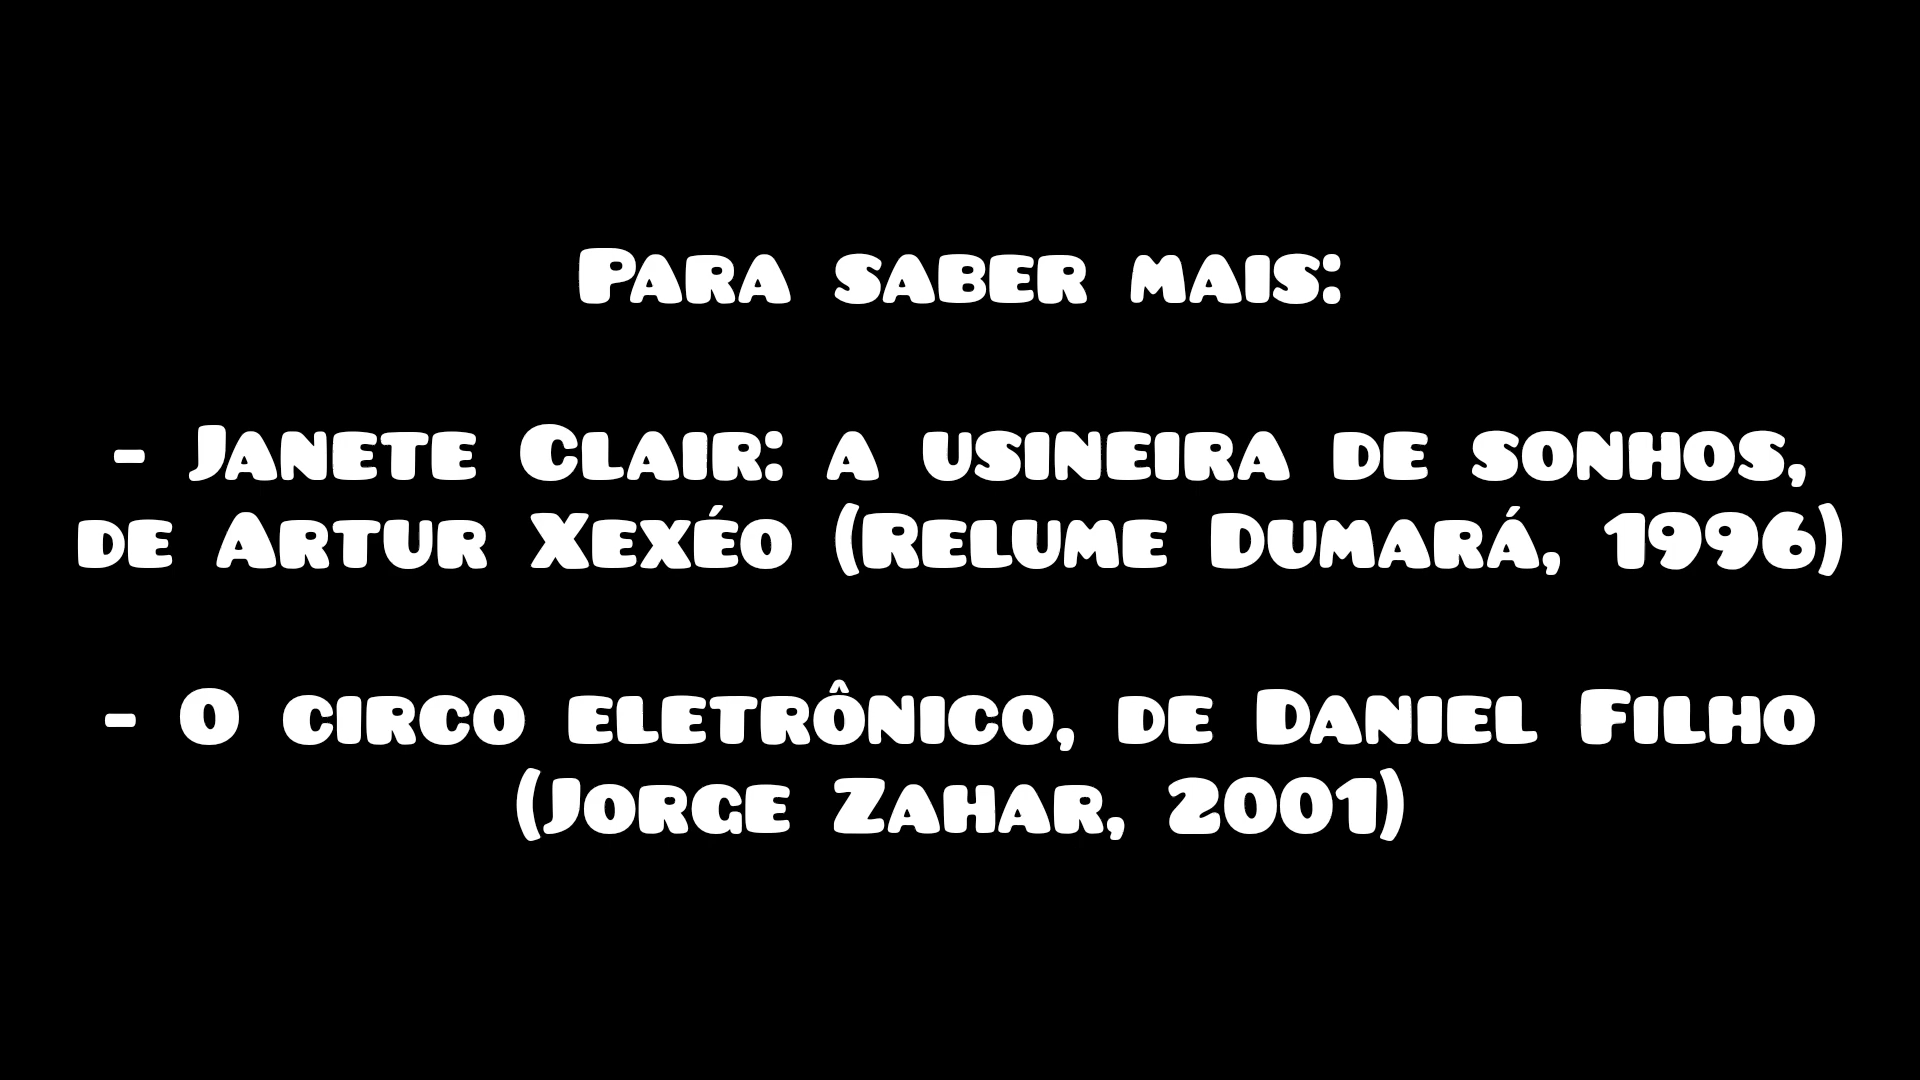 Para saber mais:
- Janete Clair: a usineira de sonhos,
de Artur Xexéo (Relume Dumará, 1996)
- O circo eletrônico, de Daniel Filho
(Jorge Zahar, 2001)